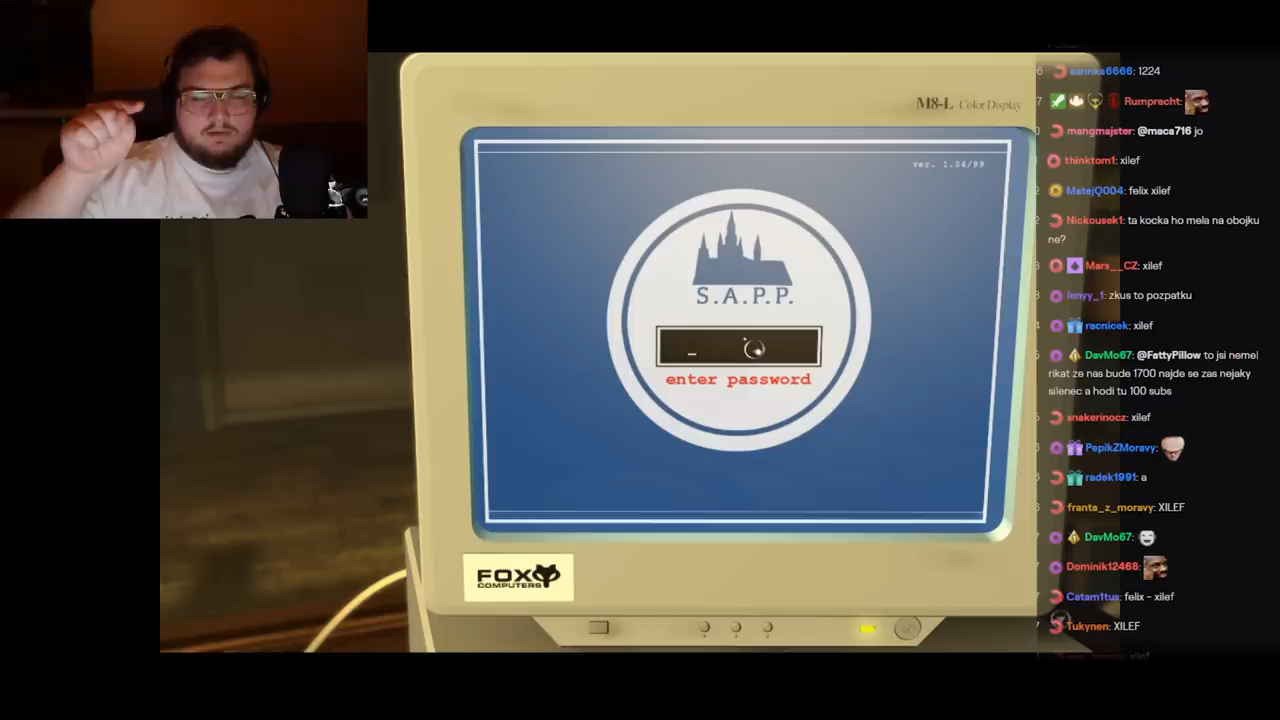 M8-L Color Display
ver. 1.04/99
S.A.P.P.
enter password
FOX
COMPUTERS
sarinka6666: 1224
Rumprecht:
mangmajster: @maca716 jo
thinktom1: xilef
MatejQ004: felix xilef
Nickousek1: ta kocka ho mela na obojku
ne?
Mars__CZ: xilef
lenyy_1: zkus to pozpatku
racnicek: xilef
DavMo67: @FattyPillow to jsi nemel
rikat ze nas bude 1700 najde se zas nejaky
silenec a hodi tu 100 subs
snakerinocz: xilef
PepikZMoravy:
radek1991: a
franta_z_moravy: XILEF
DavMo67:
Dominik12468:
Catam1tus: felix - xilef
Tukynen: XILEF
xilef